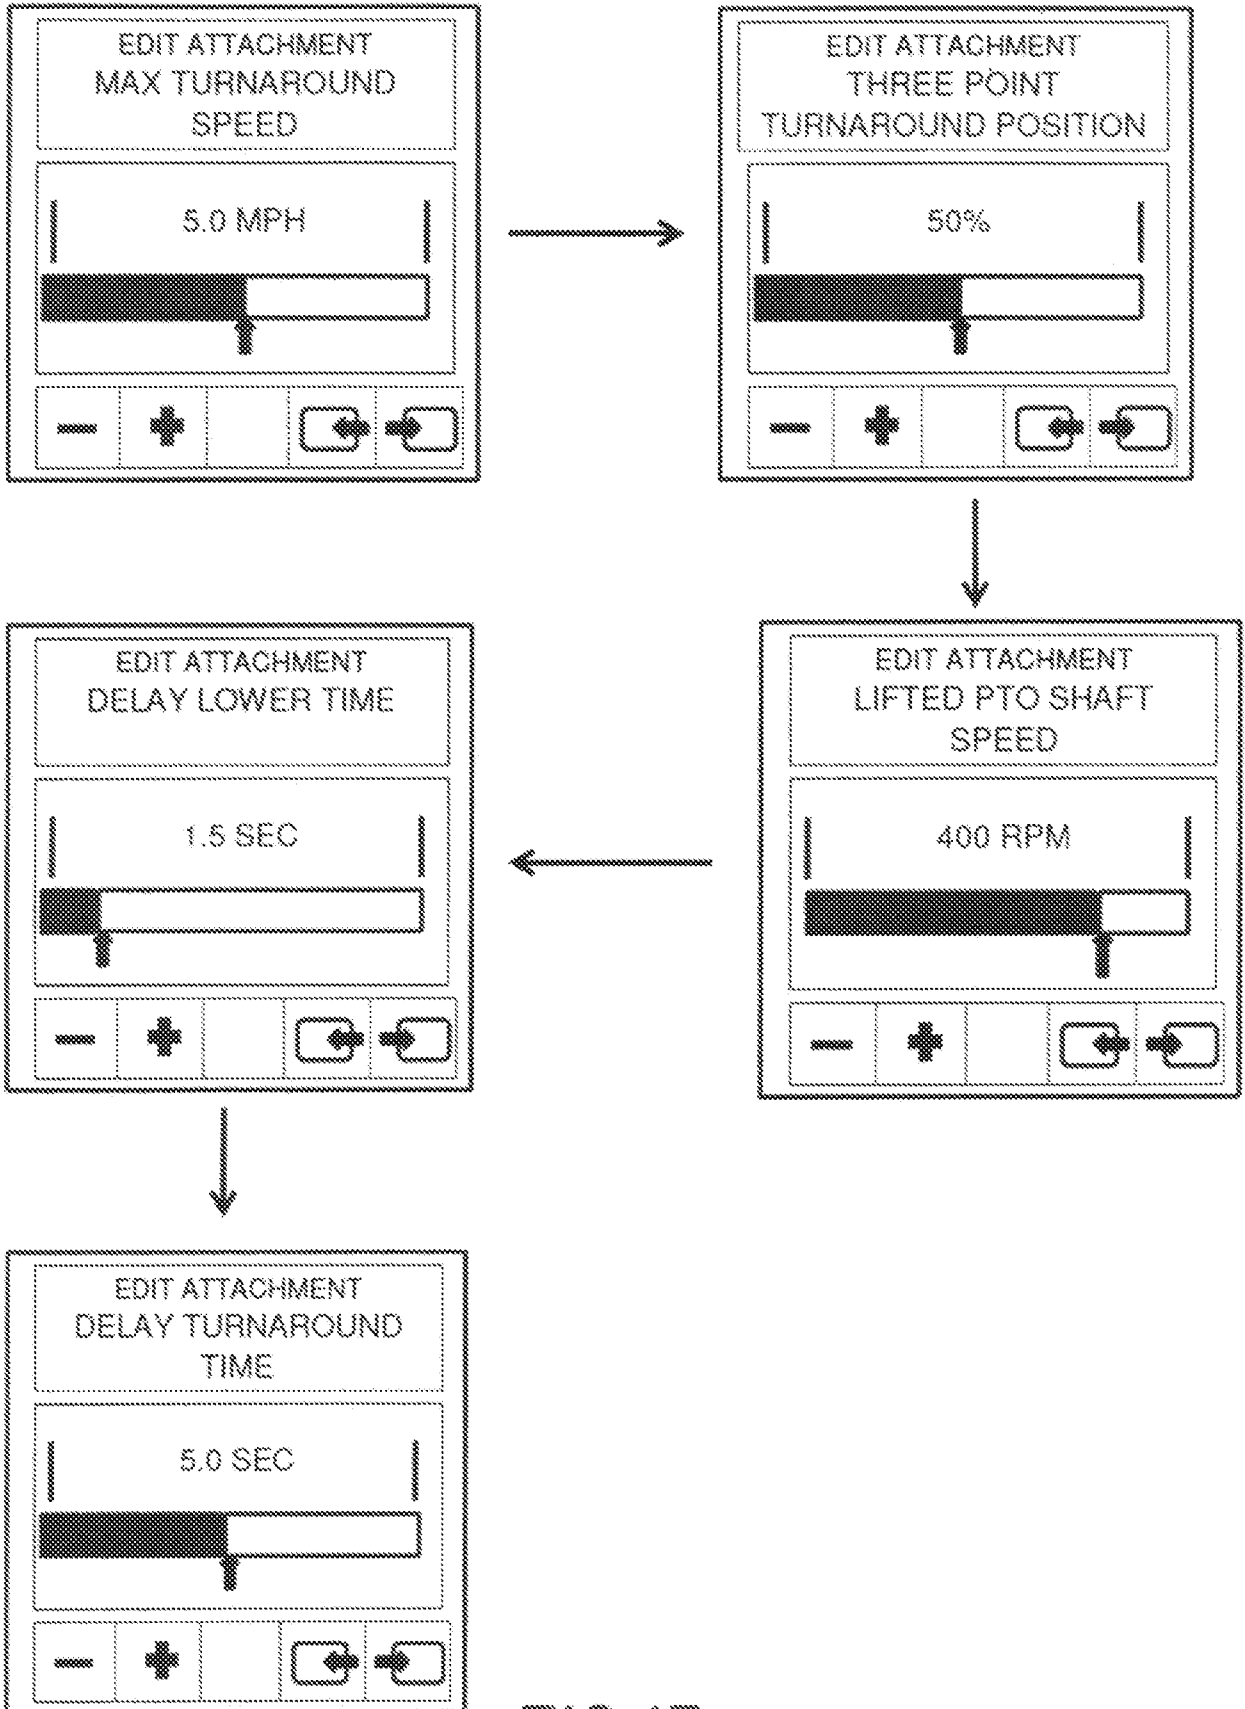 EDIT ATTACHMENT
MAX TURNAROUND
SPEED
5.0 MPH
EDIT ATTACHMENT
THREE POINT
TURNAROUND POSITION
50%
EDIT ATTACHMENT
LIFTED PTO SHAFT
SPEED
400 RPM
EDIT ATTACHMENT
DELAY LOWER TIME
1.5 SEC
EDIT ATTACHMENT
DELAY TURNAROUND
TIME
5.0 SEC